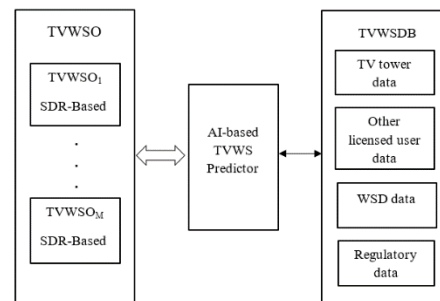 TVWSO
TVWSO1
SDR-Based
.
.
.
TVWSOM
SDR-Based
AI-based
TVWS
Predictor
TVWSDB
TV tower
data
Other
licensed user
data
WSD data
Regulatory
data